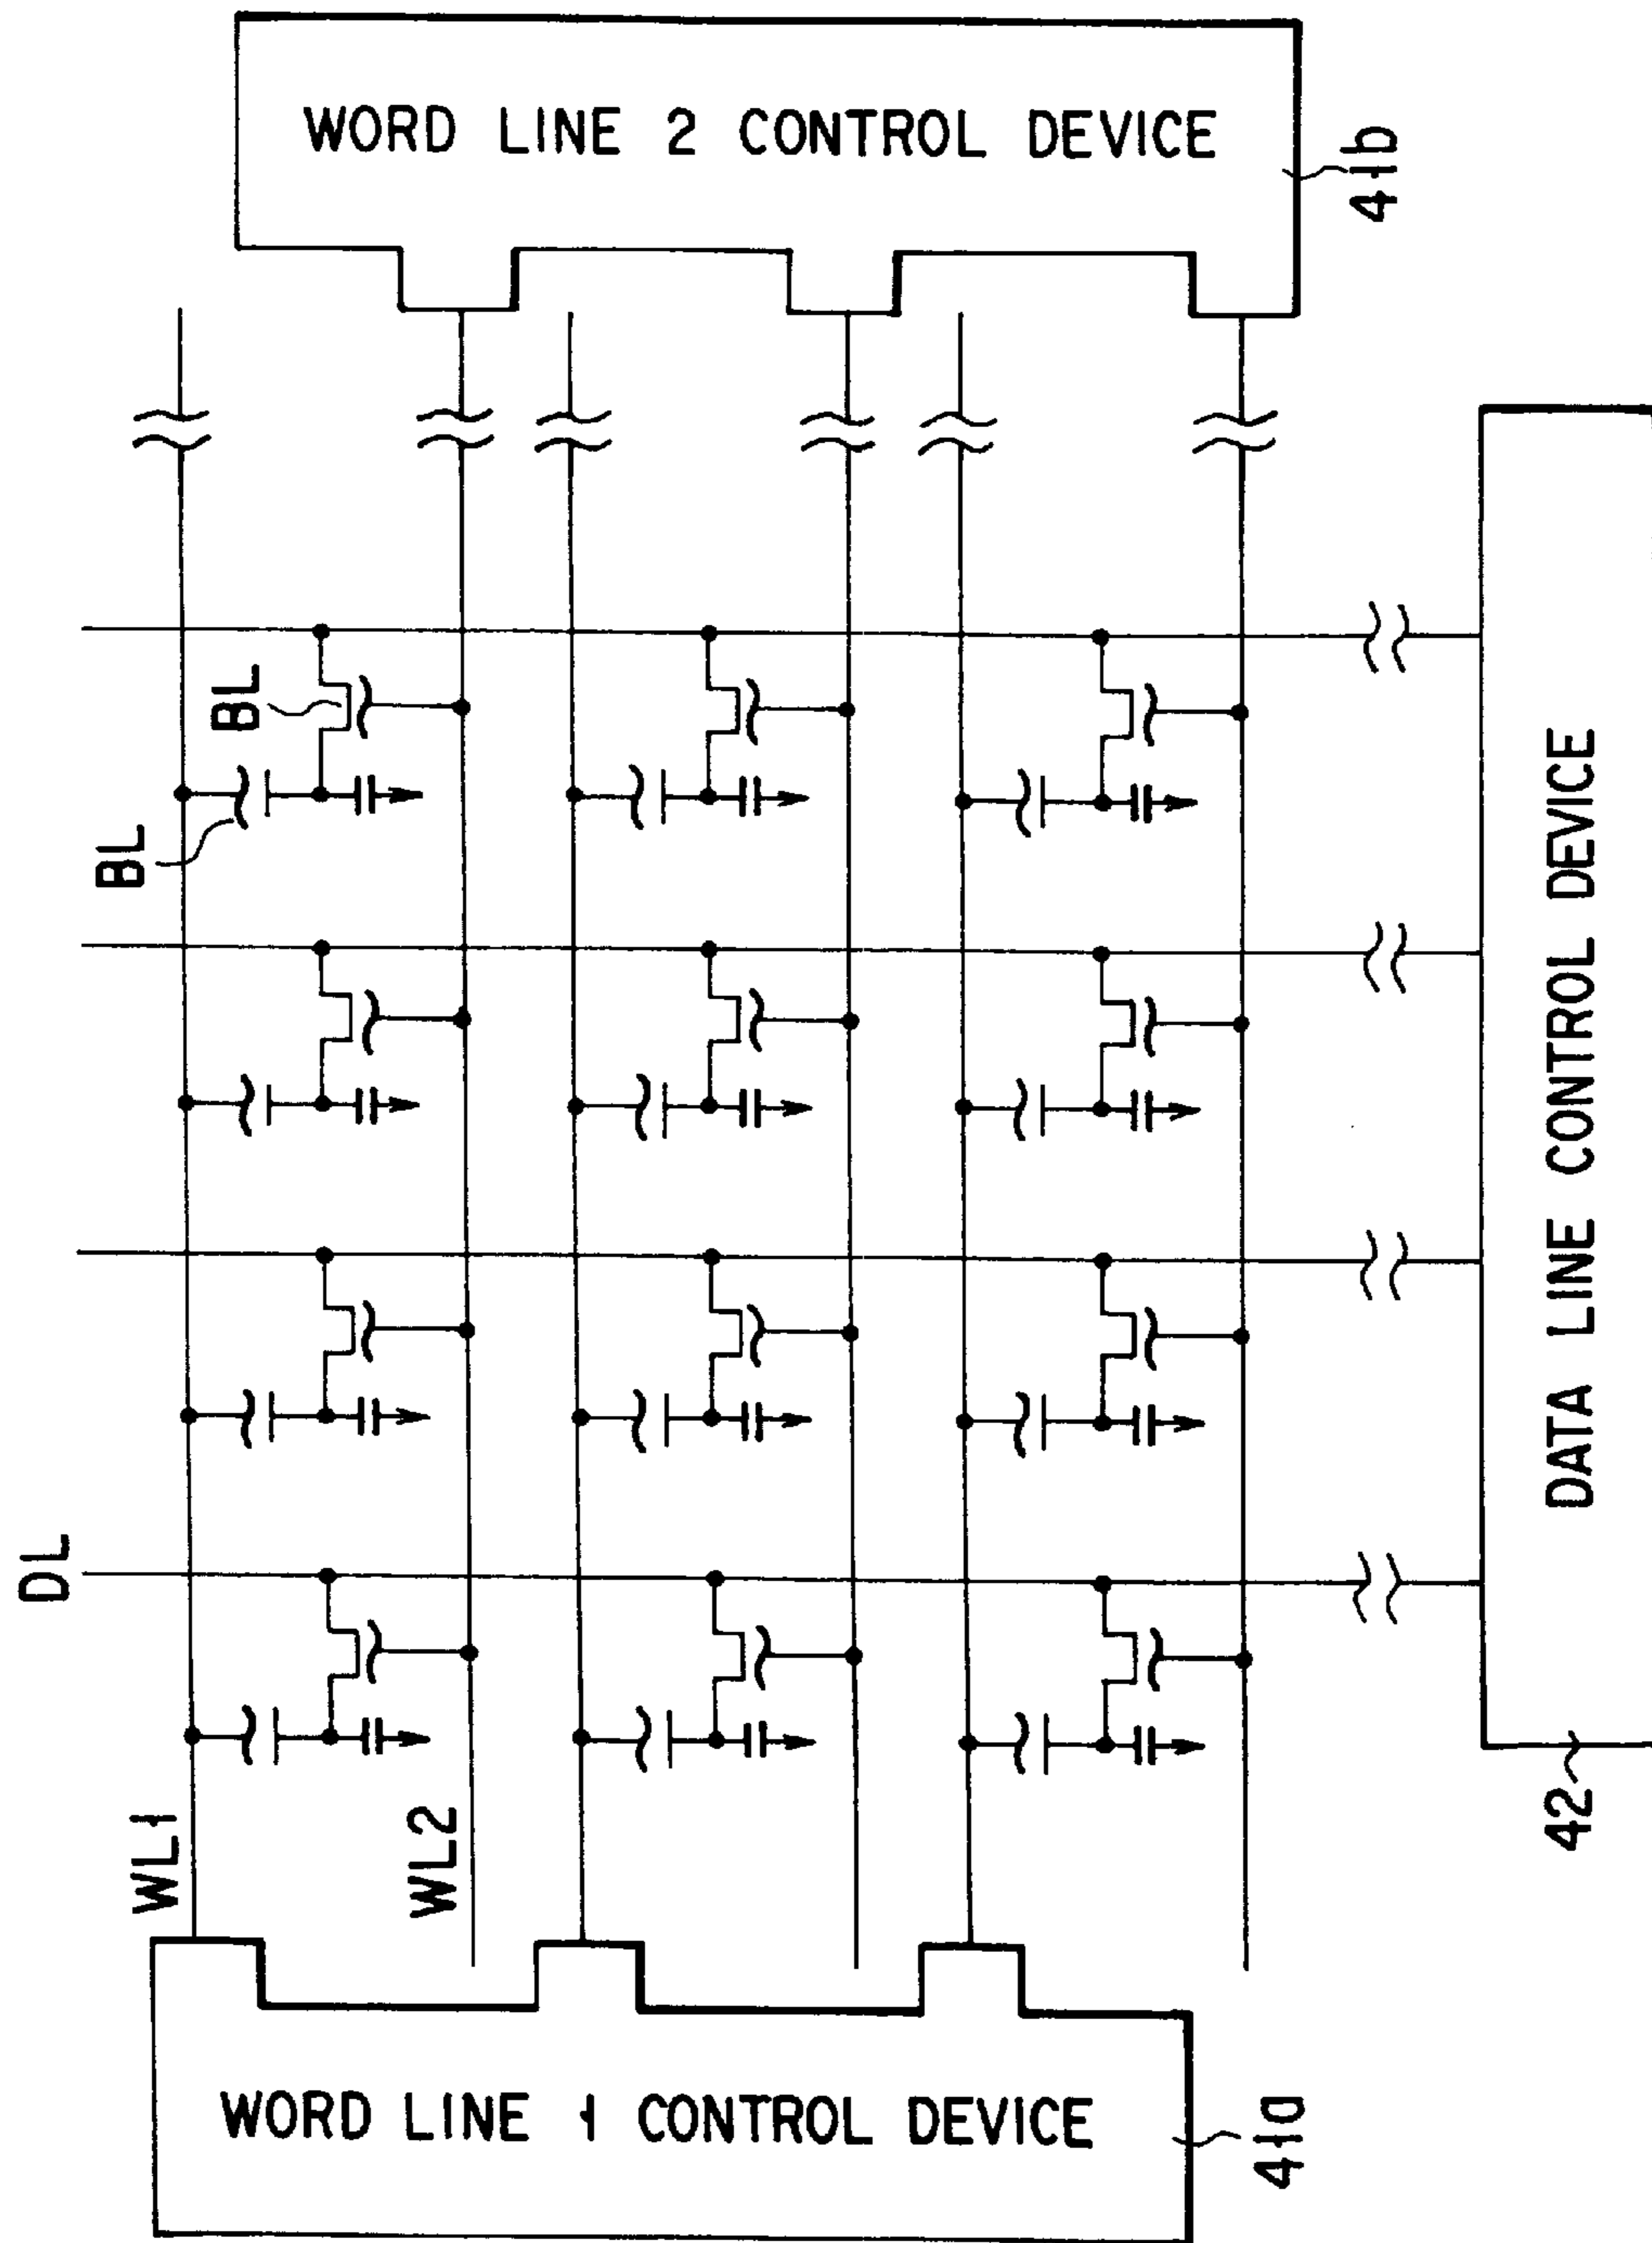 WORD LINE 2 CONTROL DEVICE
41b
BL
BL
DL
WL1
WL2
DATA LINE CONTROL DEVICE
42
WORD LINE 1 CONTROL DEVICE
41a